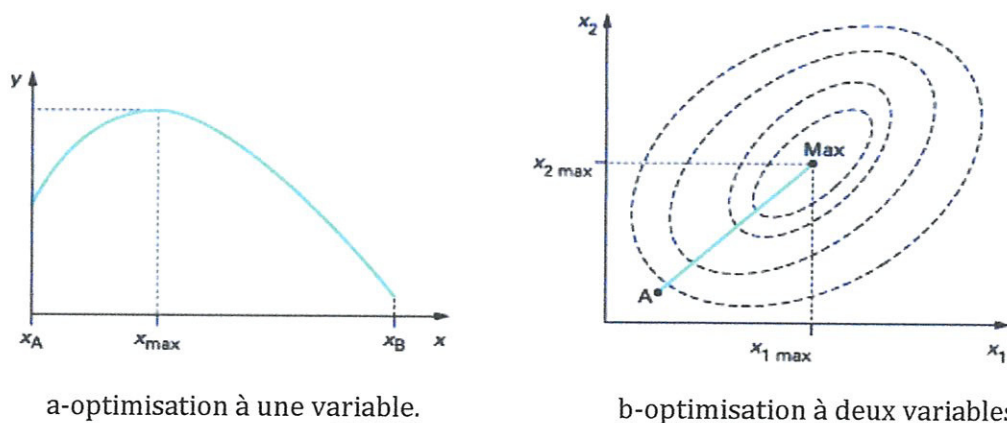 y
x_A
x_max
x_B
x
a-optimisation à une variable.
x_2
x_2 max
Max
A
x_1 max
x_1
b-optimisation à deux variables